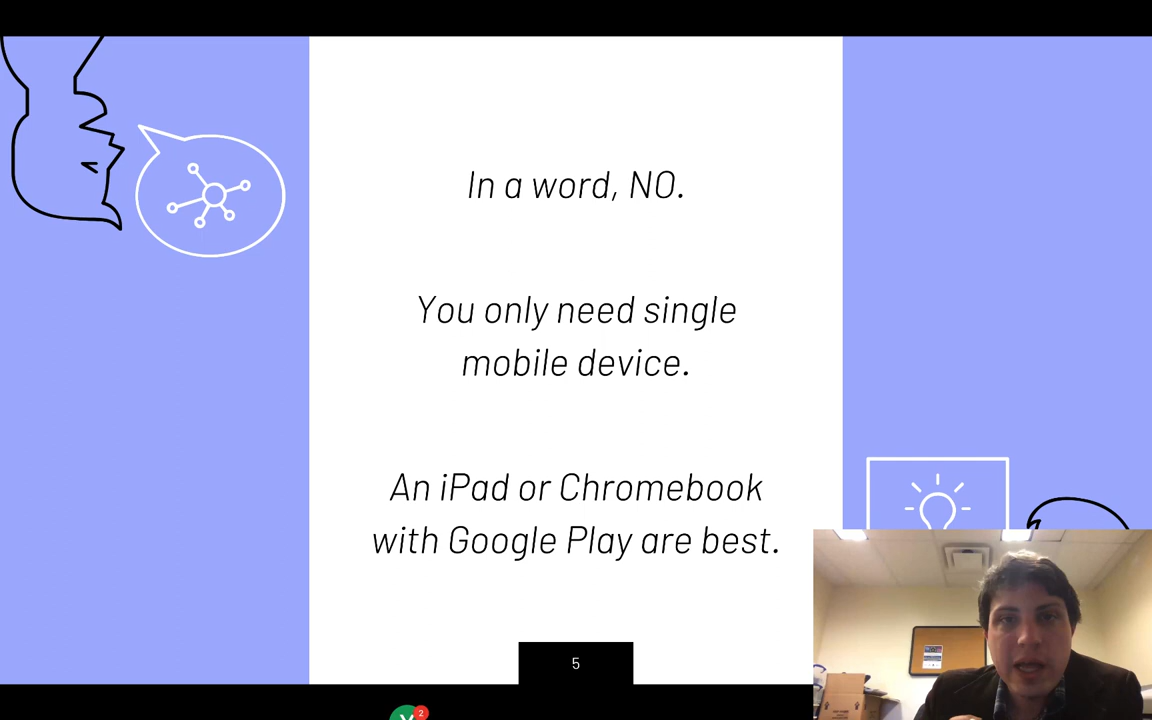 In a word, NO.
You only need single
mobile device.
An iPad or Chromebook
with Google Play are best.
5
2